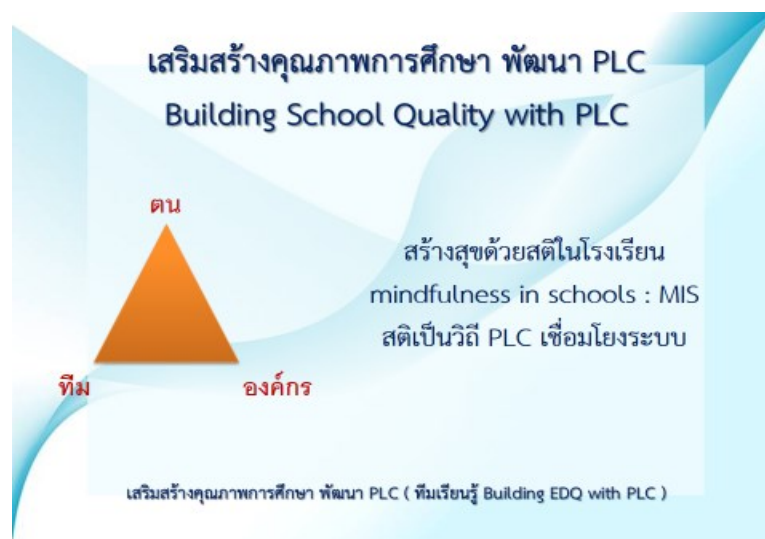 เสริมสร้างคุณภาพการศึกษา พัฒนา PLC
Building School Quality with PLC
ตน
สร้างสุขด้วยสติในโรงเรียน
mindfulness in schools : MIS
สติเป็นวิถี PLC เชื่อมโยงระบบ
ทีม
องค์กร
เสริมสร้างคุณภาพการศึกษา พัฒนา PLC ( ทีมเรียนรู้ Building EDQ with PLC )